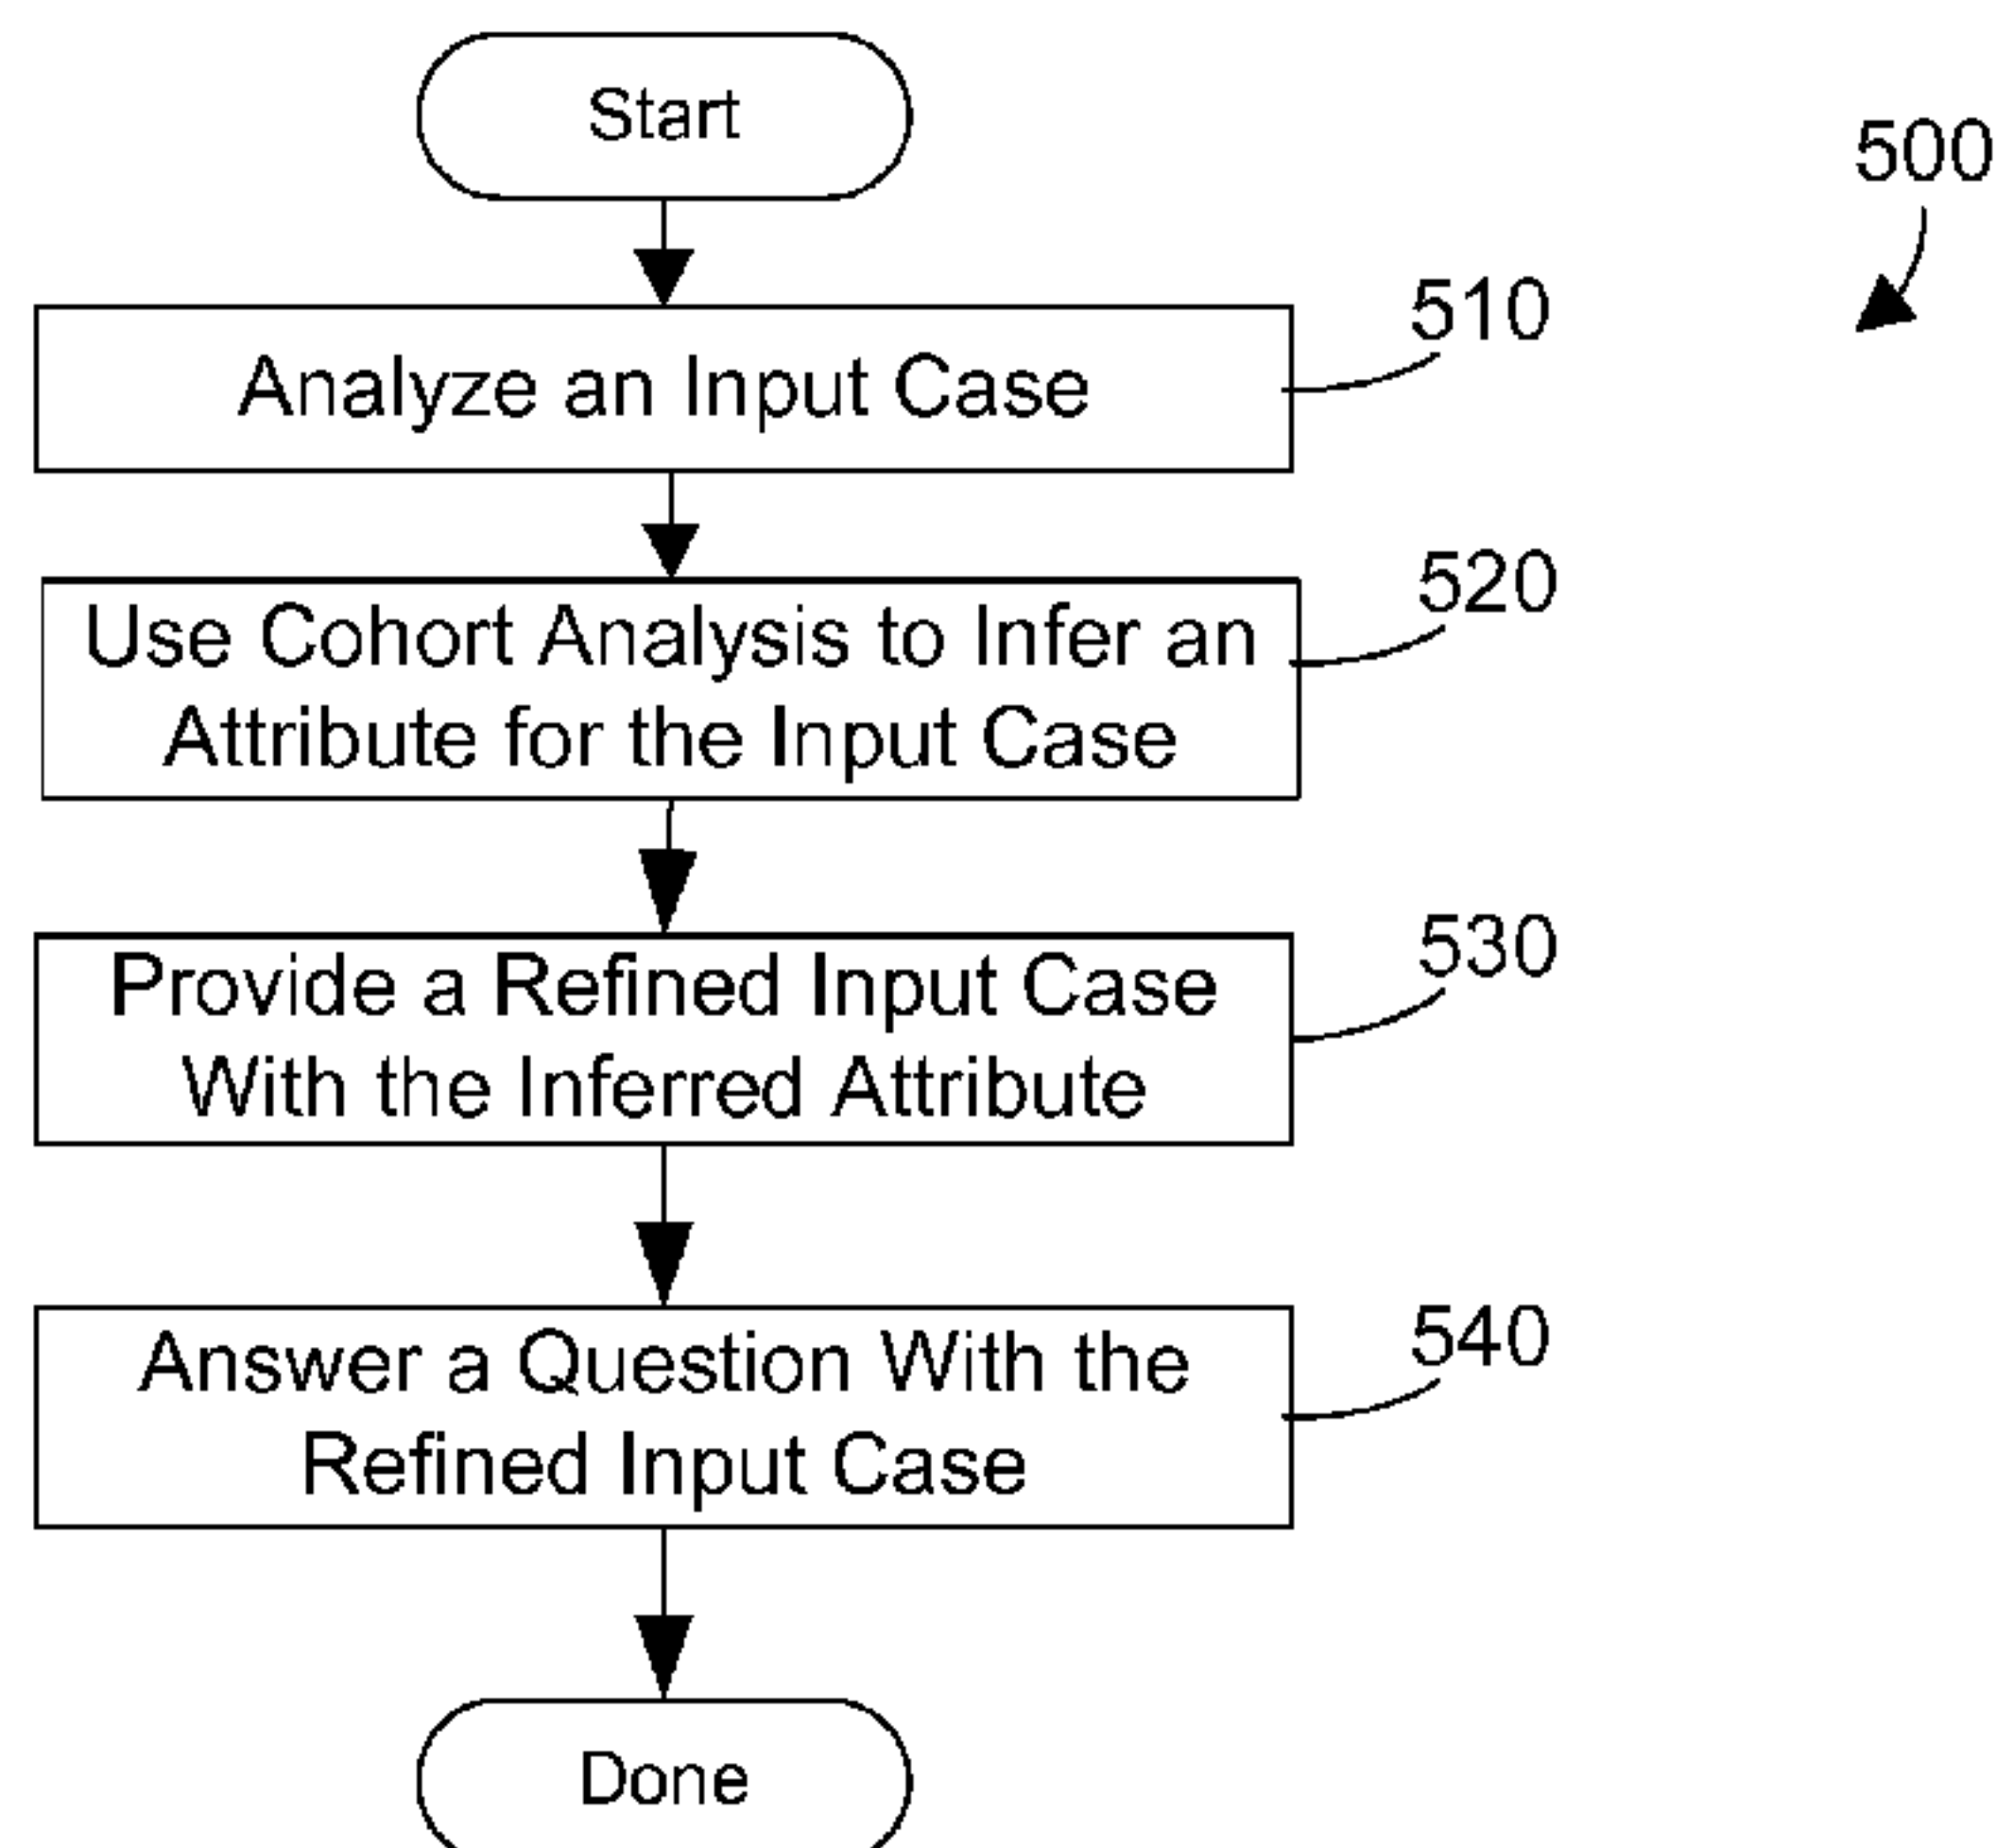 Start
500
510
Analyze an Input Case
520
Use Cohort Analysis to Infer an
Attribute for the Input Case
530
Provide a Refined Input Case
With the Inferred Attribute
540
Answer a Question With the
Refined Input Case
Done